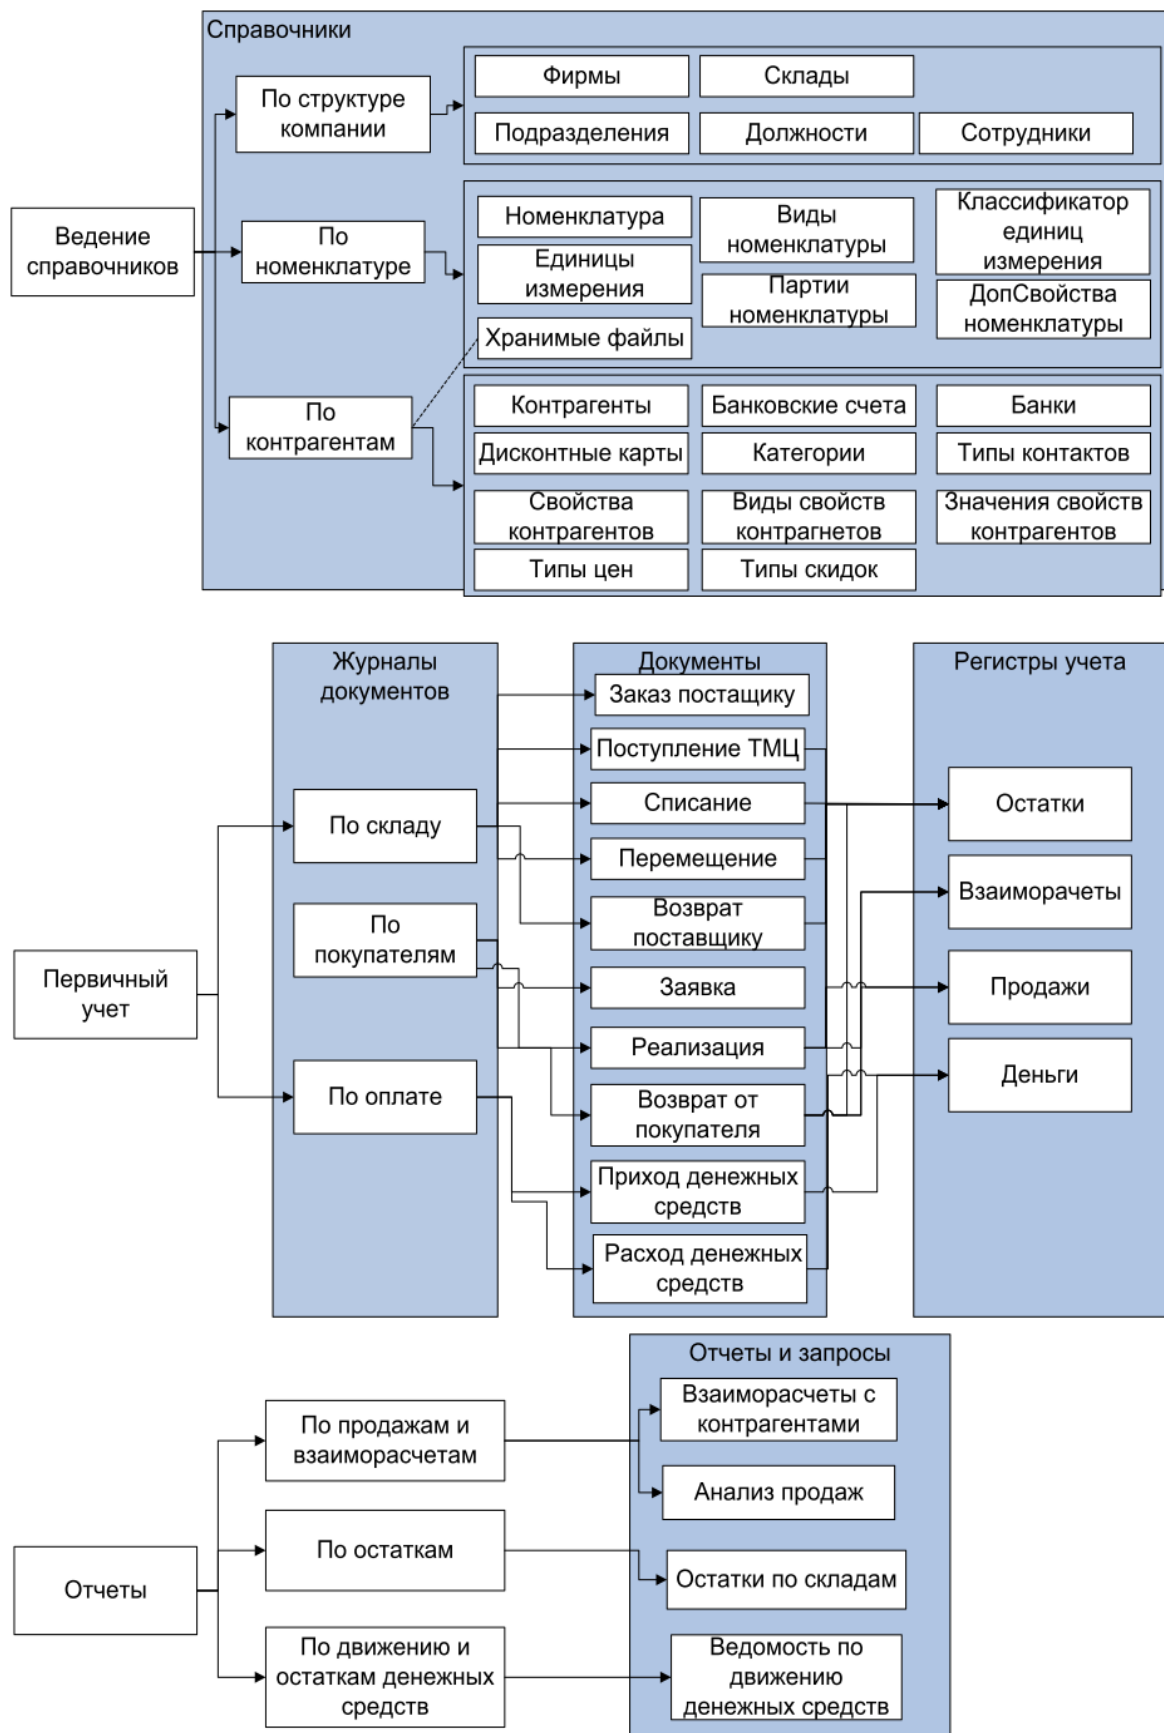 Справочники
Ведение
справочников
По структуре
компании
Фирмы
Склады
Подразделения
Должности
Сотрудники
По
номенклатуре
Номенклатура
Виды
номенклатуры
Классификатор
единиц
измерения
Единицы
измерения
Партии
номенклатуры
ДопСвойства
номенклатуры
Хранимые файлы
По
контрагентам
Контрагенты
Банковские счета
Банки
Дисконтные карты
Категории
Типы контактов
Свойства
контрагентов
Виды свойств
контрагнетов
Значения свойств
контрагентов
Типы цен
Типы скидок
Первичный
учет
Журналы
документов
По складу
По
покупателям
По оплате
Документы
Заказ постащику
Поступление ТМЦ
Списание
Перемещение
Возврат
поставщику
Заявка
Реализация
Возврат от
покупателя
Приход денежных
средств
Расход денежных
средств
Регистры учета
Остатки
Взаиморачеты
Продажи
Деньги
Отчеты
По продажам и
взаиморасчетам
По остаткам
По движению и
остаткам денежных
средств
Отчеты и запросы
Взаиморасчеты с
контрагентами
Анализ продаж
Остатки по складам
Ведомость по
движению
денежных средств